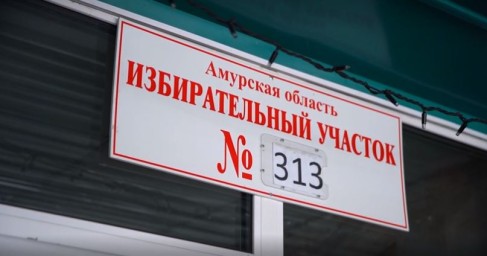 Амурская область
ИЗБИРАТЕЛЬНЫЙ УЧАСТОК
№ 313